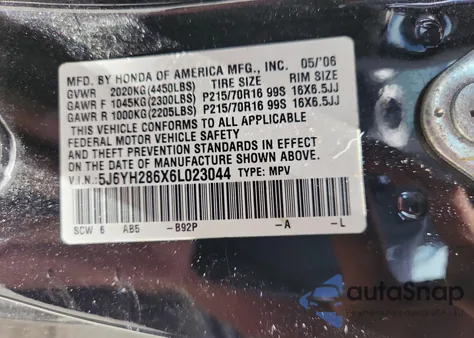 MFD. BY HONDA OF AMERICA MFG., INC. 05/'06
GVWR 2020KG(4450LBS) TIRE SIZE RIM SIZE
GAWR F 1045KG(2300LBS) P215/70R16 99S 16X6.5JJ
GAWR R 1000KG(2205LBS) P215/70R16 99S 16X6.5JJ
THIS VEHICLE CONFORMS TO ALL APPLICABLE
FEDERAL MOTOR VEHICLE SAFETY
AND THEFT PREVENTION STANDARDS IN EFFECT
ON THE DATE OF MANUFACTURE SHOWN ABOVE.
V.I.N. 5J6YH286X6L023044 TYPE: MPV
SCW 6 AB5 -B92P -A -L
autoSnap